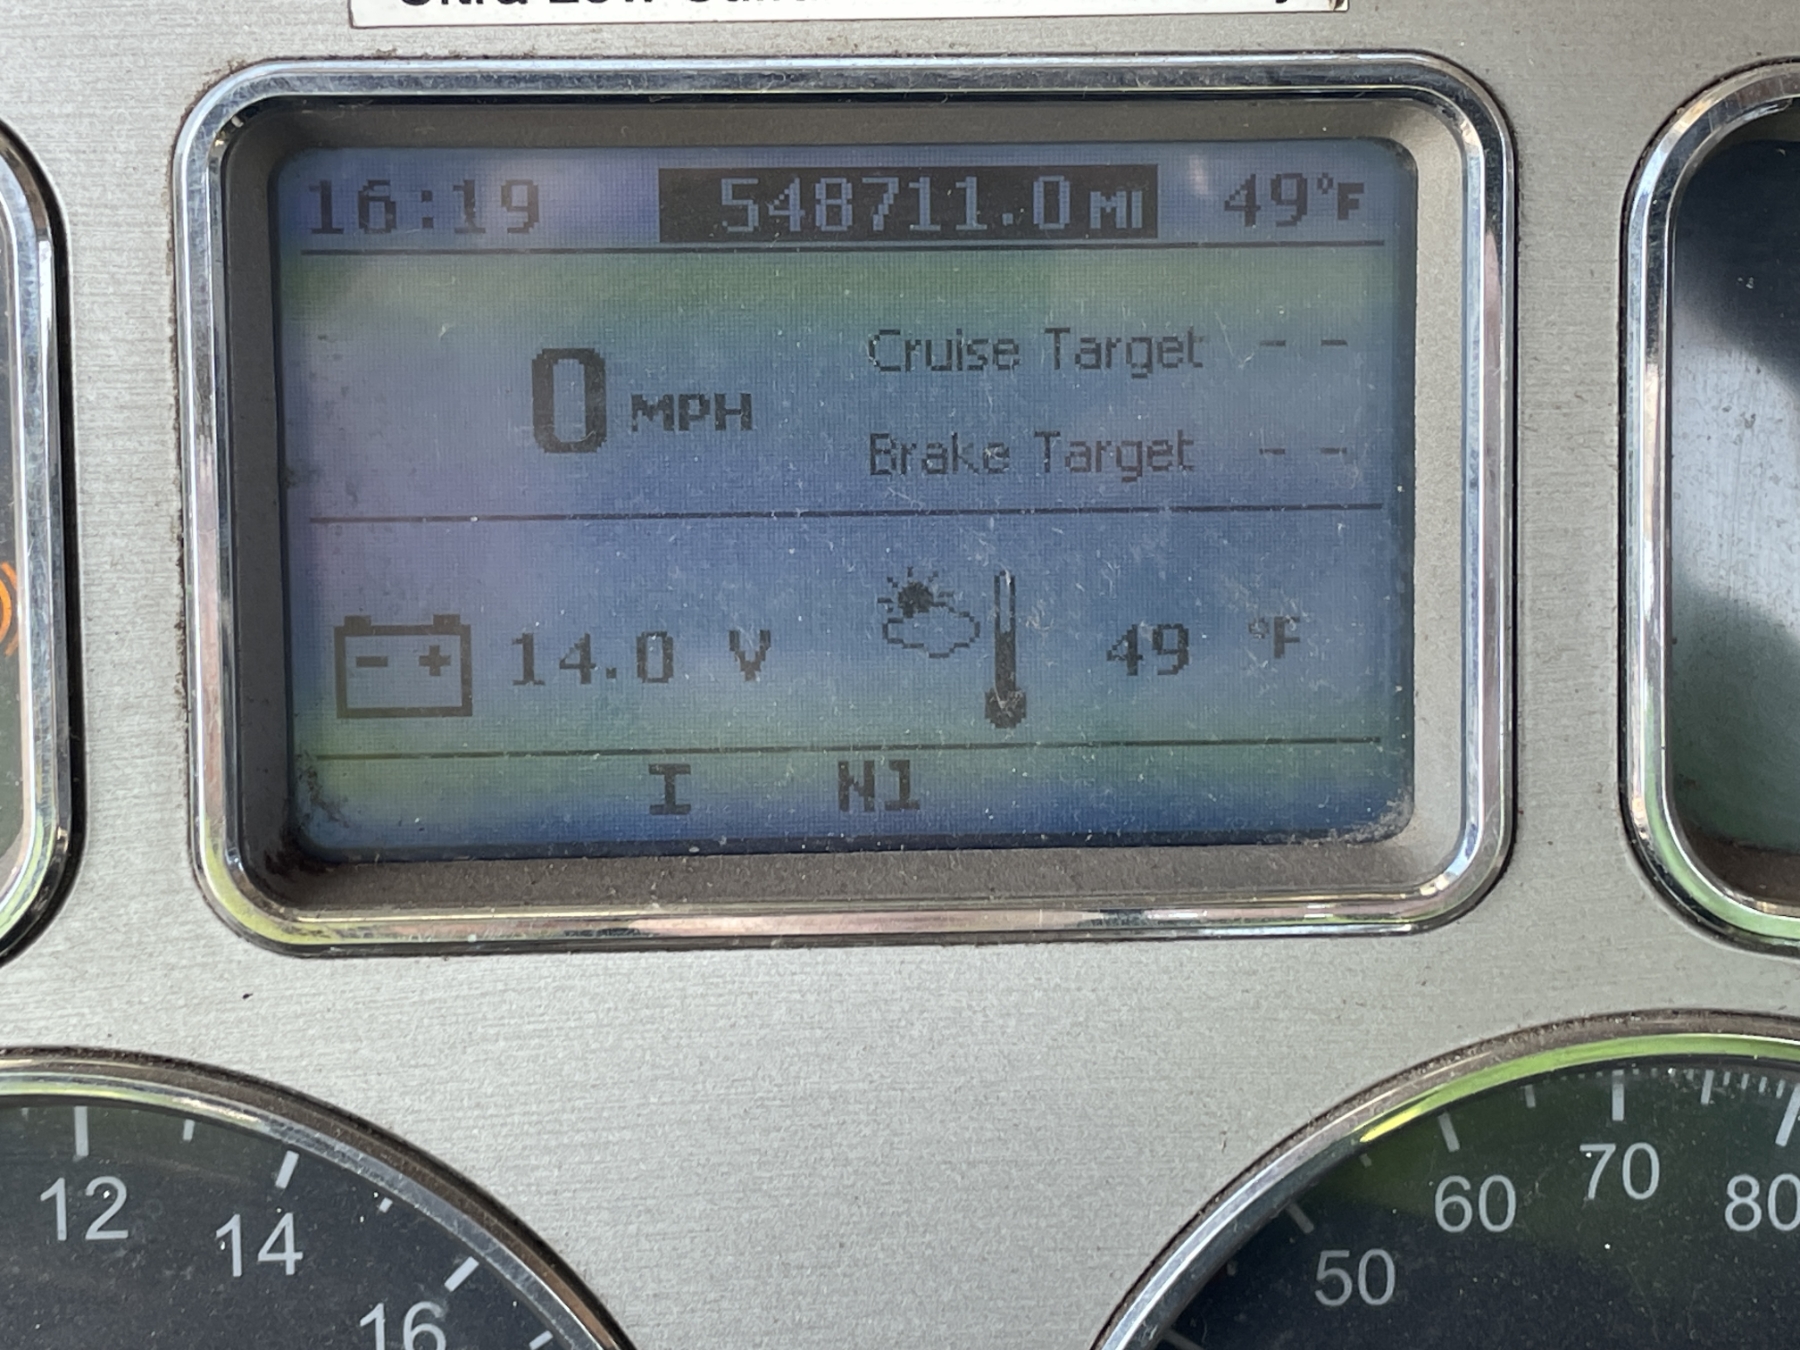 16:19 548711.0 MI 49°F
0 MPH
Cruise Target - -
Brake Target - -
- + 14.0 V 49 °F
I N1
12 14 16
50 60 70 80